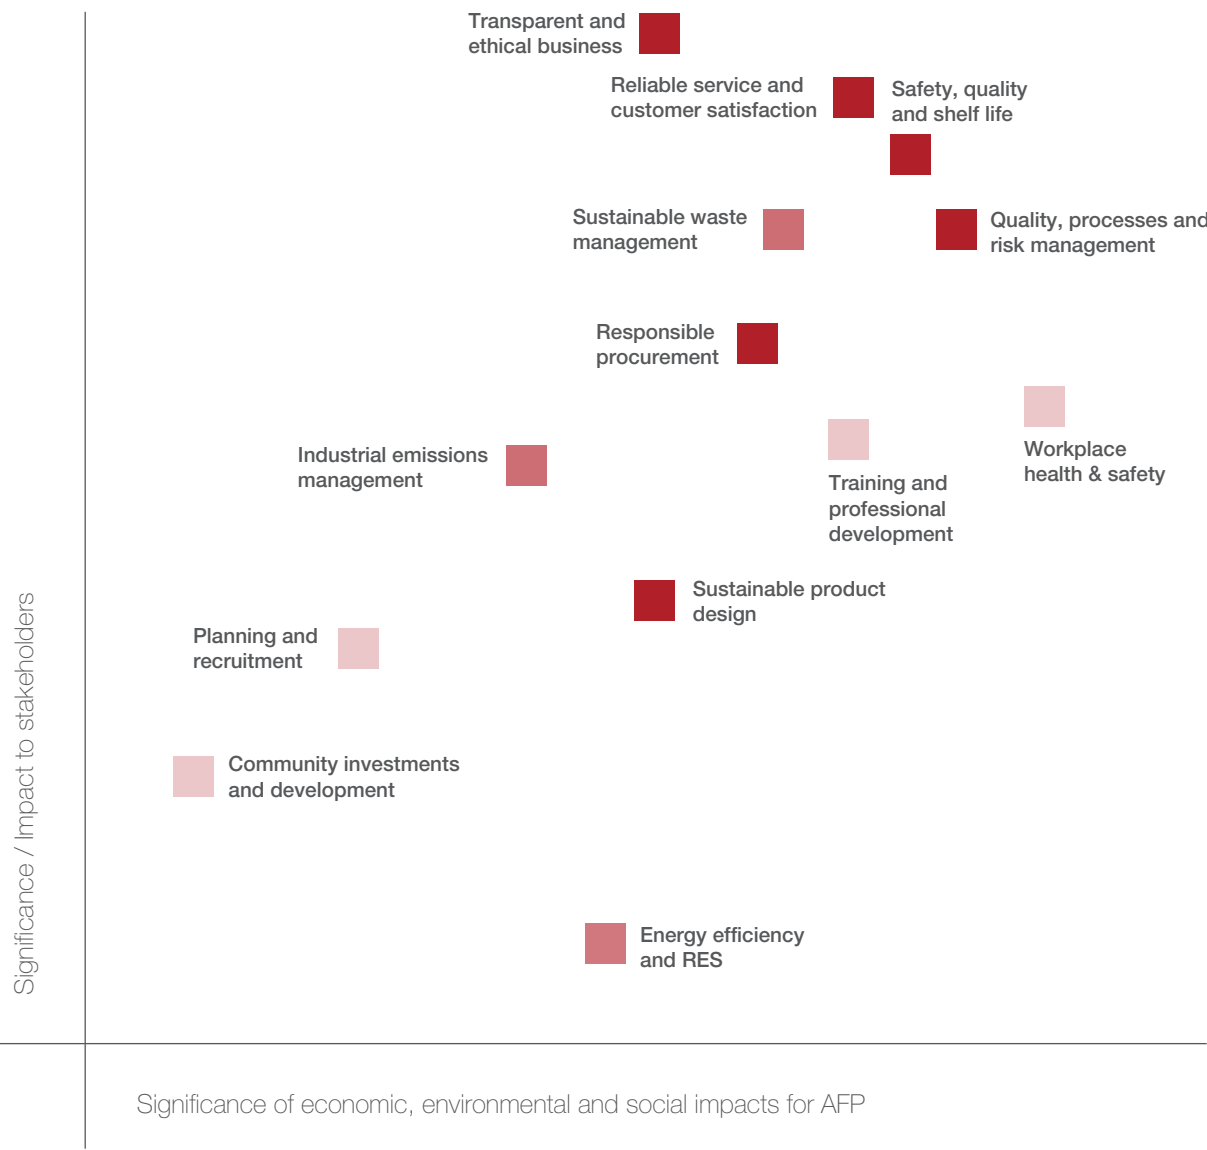 Transparent and
ethical business
Reliable service and
customer satisfaction
Safety, quality
and shelf life
Sustainable waste
management
Quality, processes and
risk management
Responsible
procurement
Workplace
health & safety
Industrial emissions
management
Training and
professional
development
Sustainable product
design
Planning and
recruitment
Community investments
and development
Energy efficiency
and RES
Significance / Impact to stakeholders
Significance of economic, environmental and social impacts for AFP